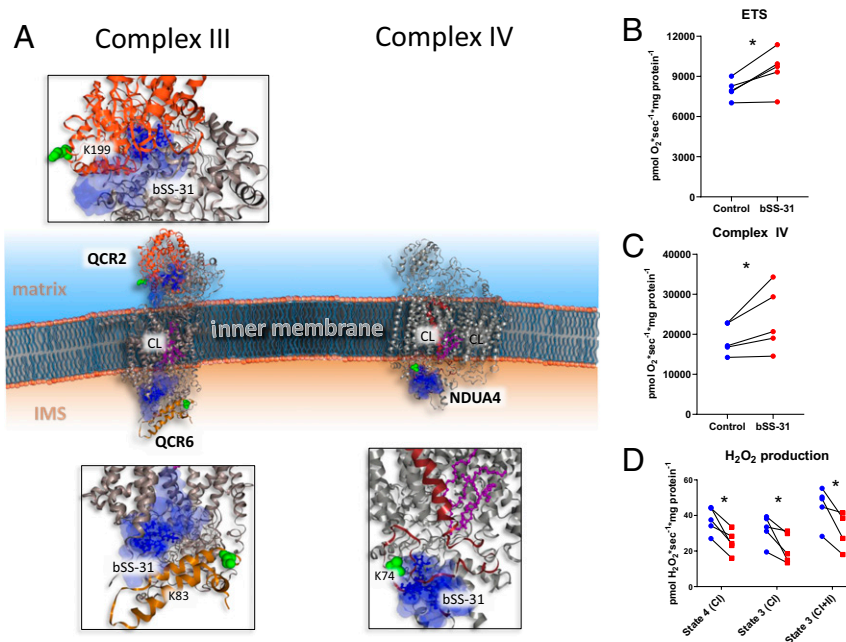 A
Complex III
Complex IV
K199
bSS-31
QCR2
matrix
CL
inner membrane
CL
CL
IMS
NDUA4
QCR6
bSS-31
K83
K74
bSS-31
B
ETS
*
pmol O₂*sec⁻¹*mg protein⁻¹
12000
9000
6000
3000
0
Control
bSS-31
C
Complex IV
*
pmol O₂*sec⁻¹*mg protein⁻¹
40000
30000
20000
10000
0
Control
bSS-31
D
H₂O₂ production
pmol H₂O₂*sec⁻¹*mg protein⁻¹
60
40
20
0
*
*
*
State 4 (CI)
State 3 (CI)
State 3 (CI+II)